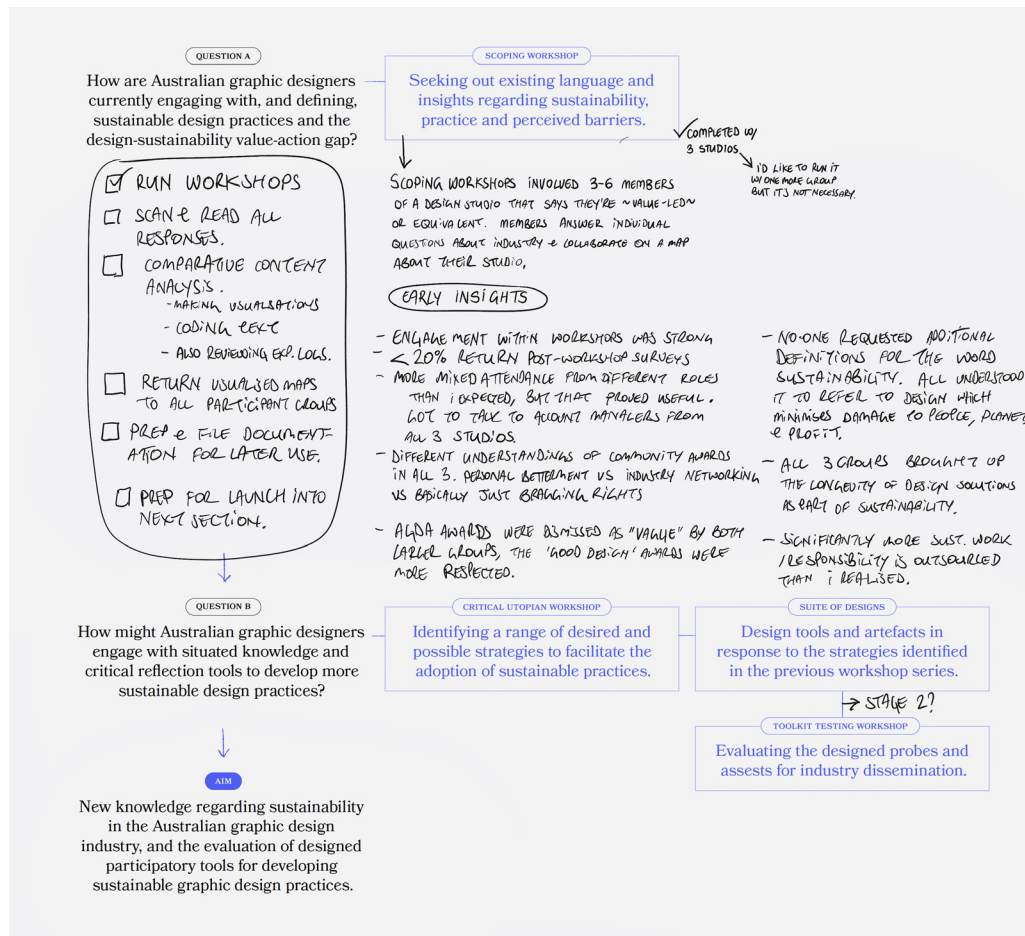 QUESTION A
How are Australian graphic designers
currently engaging with, and defining,
sustainable design practices and the
design-sustainability value-action gap?
SCOPING WORKSHOP
Seeking out existing language and
insights regarding sustainability,
practice and perceived barriers.
COMPLETED W/
3 STUDIOS
I'D LIKE TO RUN IT
W/ ONE MORE GROUP
BUT IT'S NOT NECESSARY.
RUN WORKSHOPS
SCAN & READ ALL
RESPONSES.
COMPARATIVE CONTENT
ANALYSIS.
- MAKING VISUALISATIONS
- CODING TEXT
- ALSO REVIEWING EXP. LOGS.
RETURN VISUALISED MAPS
TO ALL PARTICIPANT GROUPS
PREP & FILE DOCUMENT-
ATION FOR LATER USE.
PREP FOR LAUNCH INTO
NEXT SECTION.
SCOPING WORKSHOPS INVOLVED 3-6 MEMBERS
OF A DESIGN STUDIO THAT SAYS THEY'RE ~VALUE-LED~
OR EQUIVALENT. MEMBERS ANSWER INDIVIDUAL
QUESTIONS ABOUT INDUSTRY & COLLABORATE ON A MAP
ABOUT THEIR STUDIO.
EARLY INSIGHTS
- ENGAGEMENT WITHIN WORKSHOPS WAS STRONG
- < 20% RETURN POST-WORKSHOP SURVEYS
- MORE MIXED ATTENDANCE FROM DIFFERENT ROLES
THAN i EXPECTED, BUT THAT PROVED USEFUL.
GOT TO TALK TO ACCOUNT MANAGERS FROM
ALL 3 STUDIOS.
- DIFFERENT UNDERSTANDINGS OF COMMUNITY AWARDS
IN ALL 3. PERSONAL BETTERMENT VS INDUSTRY NETWORKING
VS BASICALLY JUST BRAGGING RIGHTS
- AGDA AWARDS WERE DISMISSED AS "VAGUE" BY BOTH
LARGER GROUPS, THE 'GOOD DESIGN' AWARDS WERE
MORE RESPECTED.
- NO-ONE REQUESTED ADDITIONAL
DEFINITIONS FOR THE WORD
SUSTAINABILITY. ALL UNDERSTOOD
IT TO REFER TO DESIGN WHICH
MINIMISES DAMAGE TO PEOPLE, PLANET,
& PROFIT.
- ALL 3 GROUPS BROUGHT UP
THE LONGEVITY OF DESIGN SOLUTIONS
AS PART OF SUSTAINABILITY.
- SIGNIFICANTLY MORE SUST. WORK
/RESPONSIBILITY IS OUTSOURCED
THAN i REALISED.
QUESTION B
How might Australian graphic designers
engage with situated knowledge and
critical reflection tools to develop more
sustainable design practices?
CRITICAL UTOPIAN WORKSHOP
Identifying a range of desired and
possible strategies to facilitate the
adoption of sustainable practices.
SUITE OF DESIGNS
Design tools and artefacts in
response to the strategies identified
in the previous workshop series.
→ STAGE 2?
TOOLKIT TESTING WORKSHOP
Evaluating the designed probes and
assests for industry dissemination.
AIM
New knowledge regarding sustainability
in the Australian graphic design
industry, and the evaluation of designed
participatory tools for developing
sustainable graphic design practices.